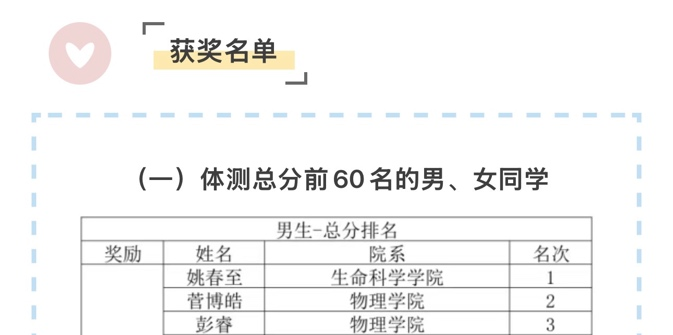 获奖名单
（一）体测总分前60名的男、女同学
男生-总分排名
奖励 姓名 院系 名次
姚春至 生命科学学院 1
菅博皓 物理学院 2
彭睿 物理学院 3